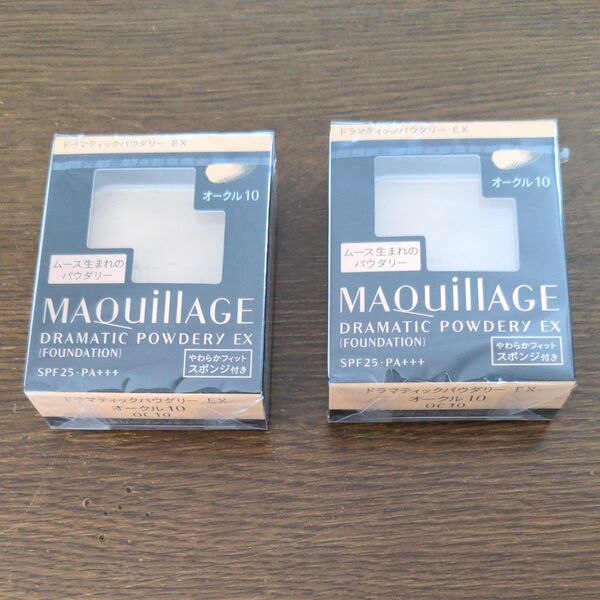 ドラマティックパウダリー EX
オークル10
ムース生まれの
パウダリー
MAQuillAGE
DRAMATIC POWDERY EX
(FOUNDATION)
SPF25・PA+++
やわらかフィット
スポンジ付き
ドラマティックパウダリー EX
オークル10
OC10
ドラマティックパウダリー EX
オークル10
ムース生まれの
パウダリー
MAQuillAGE
DRAMATIC POWDERY EX
(FOUNDATION)
SPF25・PA+++
やわらかフィット
スポンジ付き
ドラマティックパウダリー EX
オークル10
OC10